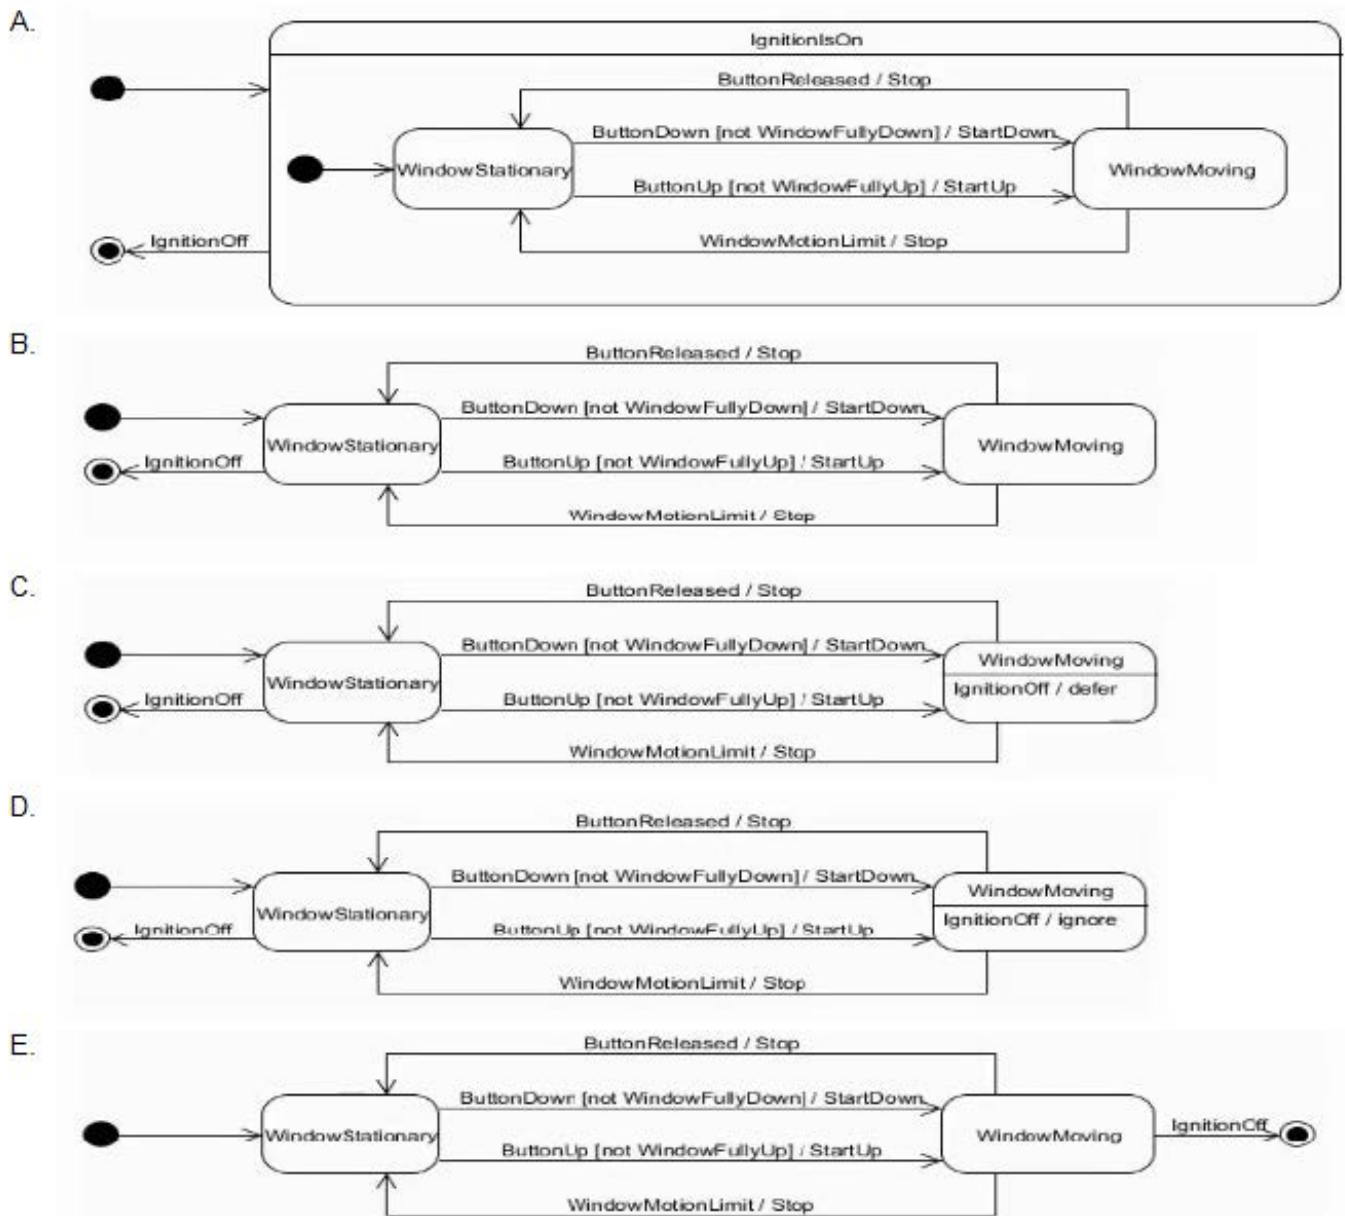 A.
IgnitionIsOn
ButtonReleased / Stop
ButtonDown [not WindowFullyDown] / StartDown
WindowStationary
WindowMoving
ButtonUp [not WindowFullyUp] / StartUp
IgnitionOff
WindowMotionLimit / Stop
B.
ButtonReleased / Stop
ButtonDown [not WindowFullyDown] / StartDown
WindowStationary
WindowMoving
IgnitionOff
ButtonUp [not WindowFullyUp] / StartUp
WindowMotionLimit / Stop
C.
ButtonReleased / Stop
ButtonDown [not WindowFullyDown] / StartDown
WindowMoving
WindowStationary
IgnitionOff / defer
IgnitionOff
ButtonUp [not WindowFullyUp] / StartUp
WindowMotionLimit / Stop
D.
ButtonReleased / Stop
ButtonDown [not WindowFullyDown] / StartDown
WindowMoving
WindowStationary
IgnitionOff / ignore
IgnitionOff
ButtonUp [not WindowFullyUp] / StartUp
WindowMotionLimit / Stop
E.
ButtonReleased / Stop
ButtonDown [not WindowFullyDown] / StartDown
IgnitionOff
WindowStationary
WindowMoving
ButtonUp [not WindowFullyUp] / StartUp
WindowMotionLimit / Stop